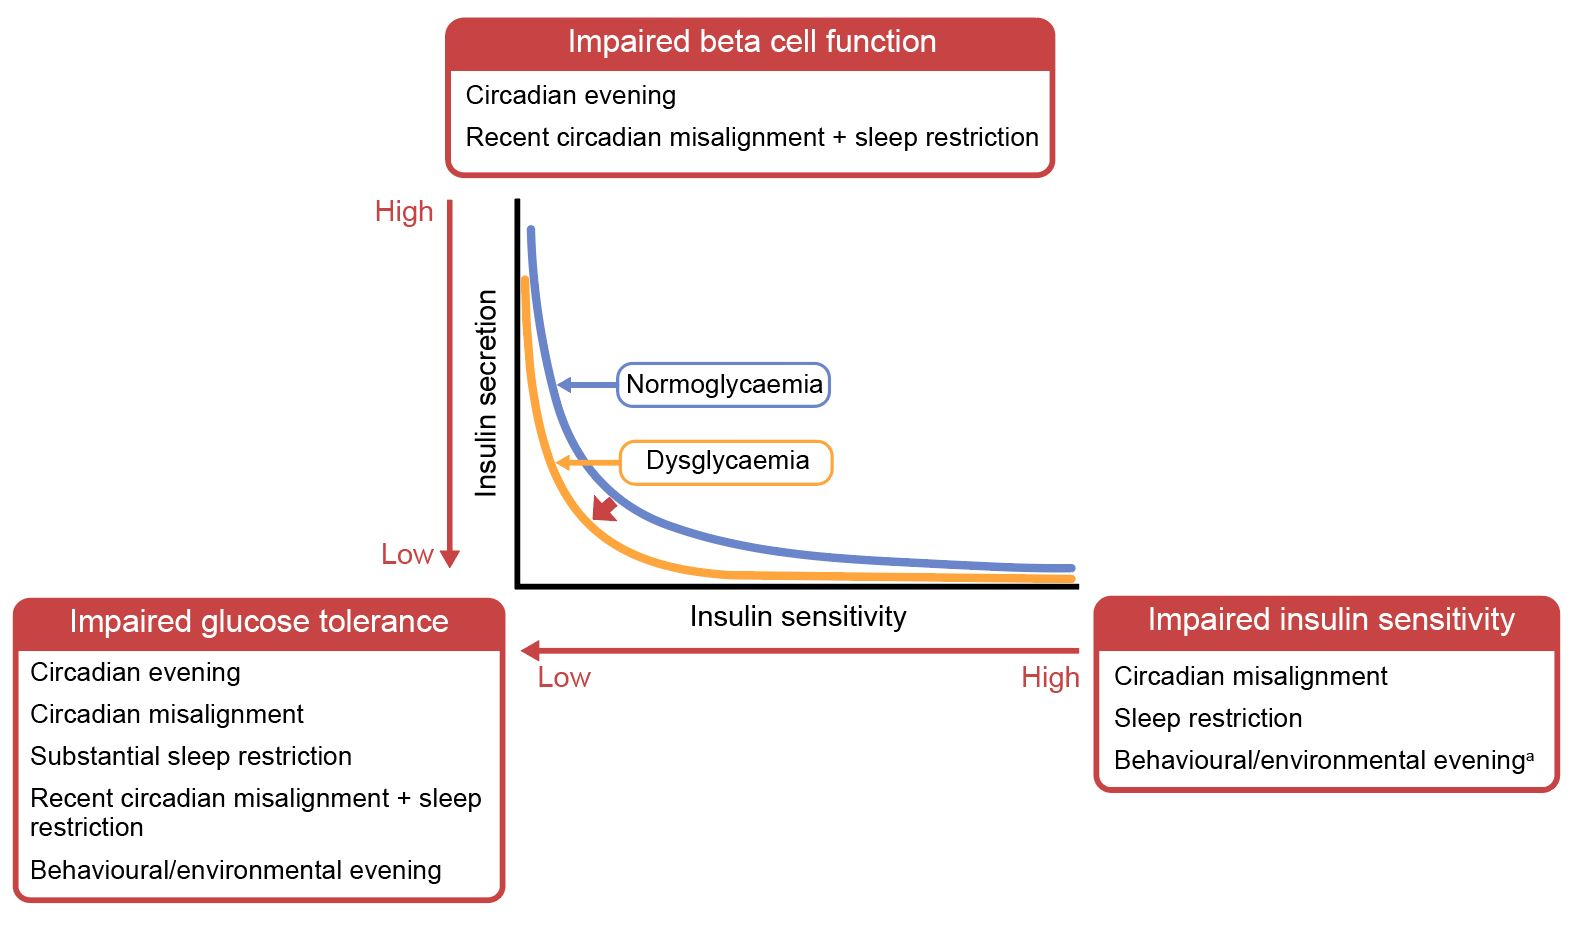 Impaired beta cell function
Circadian evening
Recent circadian misalignment + sleep restriction
High
Low
Insulin secretion
Normoglycaemia
Dysglycaemia
Insulin sensitivity
Low
High
Impaired glucose tolerance
Circadian evening
Circadian misalignment
Substantial sleep restriction
Recent circadian misalignment + sleep
restriction
Behavioural/environmental evening
Impaired insulin sensitivity
Circadian misalignment
Sleep restriction
Behavioural/environmental eveningᵃ